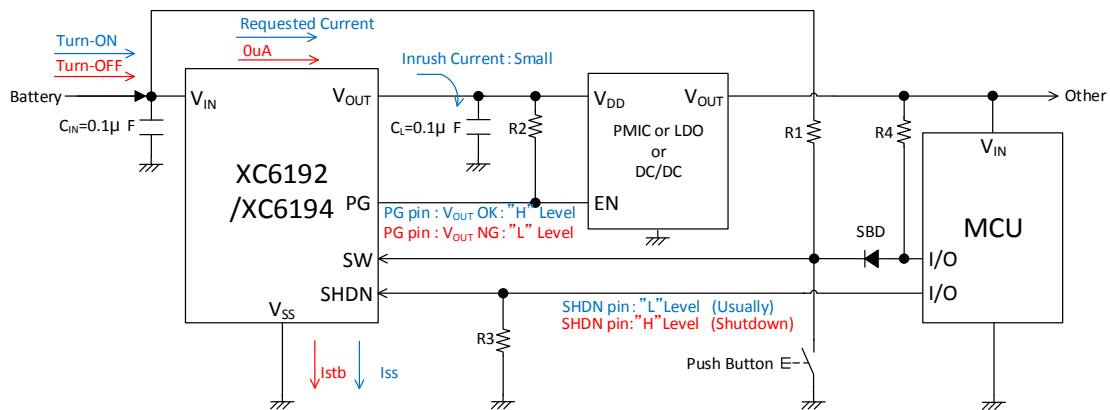 Requested Current
Turn-ON
0uA
Turn-OFF
Inrush Current : Small
Battery
VIN
VOUT
VDD
VOUT
Other
CIN=0.1μ F
CL=0.1μ F
R2
PMIC or LDO
or
DC/DC
R1
R4
VIN
XC6192
/XC6194
PG
EN
PG pin : VOUT OK : ”H” Level
PG pin : VOUT NG : ”L” Level
MCU
SBD
SW
I/O
SHDN
I/O
SHDN pin : ”L”Level (Usually)
SHDN pin : ”H”Level (Shutdown)
VSS
R3
Push Button
Istb
Iss